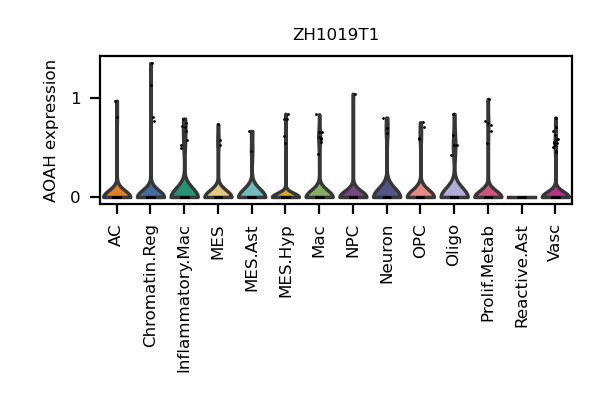 ZH1019T1
AOAH expression
1
0
AC
Chromatin.Reg
Inflammatory.Mac
MES
MES.Ast
MES.Hyp
Mac
NPC
Neuron
OPC
Oligo
Prolif.Metab
Reactive.Ast
Vasc